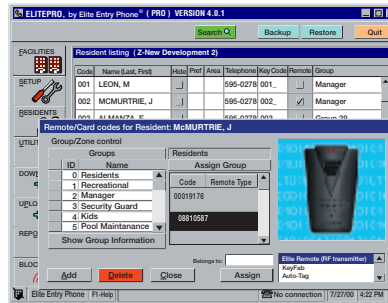 ELITEPRO, by Elite Entry Phone® ( PRO ) VERSION 4.0.1
Search Backup Restore Quit
FACILITIES
Resident listing ( Z-New Development 2)
Code Name (Last, First) Hide Pref Area Telephone Key Code Remote Group
001 LEON, M 595-0278 001_ Manager
SETUP
002 MCMURTRIE, J 595-0278 002_ Manager
RESIDENTS
Remote/Card codes for Resident: McMURTRIE, J
Group/Zone control
Groups Residents
ID Name Assign Group
0 Residents
1 Recreational
2 Manager
3 Security Guard
4 Kids
5 Pool Maintanance
Code Remote Type
00019176
08810587
Show Group Information
Belongs to:
Elite Remote (RF transmitter)
KeyFab
Auto-Tag
Add Delete Close Assign
Elite Entry Phone F1-Help No connection 7/27/00 4:22 PM